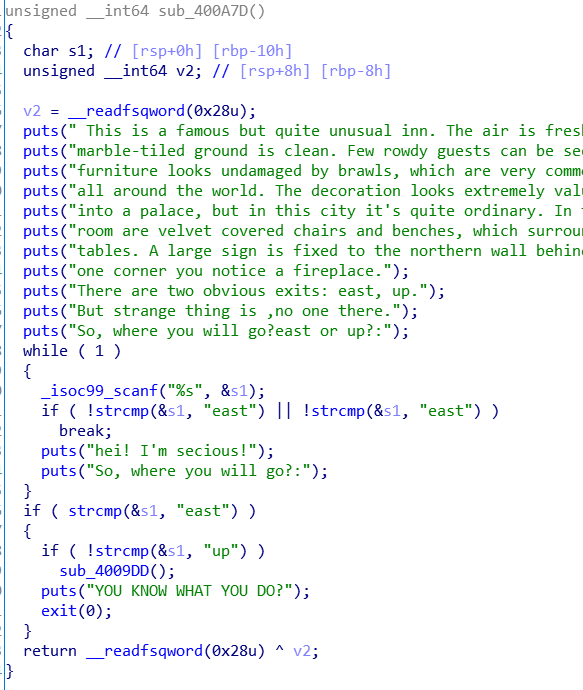 unsigned __int64 sub_400A7D()
{
  char s1; // [rsp+0h] [rbp-10h]
  unsigned __int64 v2; // [rsp+8h] [rbp-8h]

  v2 = __readfsqword(0x28u);
  puts(" This is a famous but quite unusual inn. The air is fresh
  puts("marble-tiled ground is clean. Few rowdy guests can be see
  puts("furniture looks undamaged by brawls, which are very commo
  puts("all around the world. The decoration looks extremely valu
  puts("into a palace, but in this city it's quite ordinary. In t
  puts("room are velvet covered chairs and benches, which surroun
  puts("tables. A large sign is fixed to the northern wall behind
  puts("one corner you notice a fireplace.");
  puts("There are two obvious exits: east, up.");
  puts("But strange thing is ,no one there.");
  puts("So, where you will go?east or up?:");
  while ( 1 )
  {
    _isoc99_scanf("%s", &s1);
    if ( !strcmp(&s1, "east") || !strcmp(&s1, "east") )
      break;
    puts("hei! I'm secious!");
    puts("So, where you will go?:");
  }
  if ( strcmp(&s1, "east") )
  {
    if ( !strcmp(&s1, "up") )
      sub_4009DD();
    puts("YOU KNOW WHAT YOU DO?");
    exit(0);
  }
  return __readfsqword(0x28u) ^ v2;
}